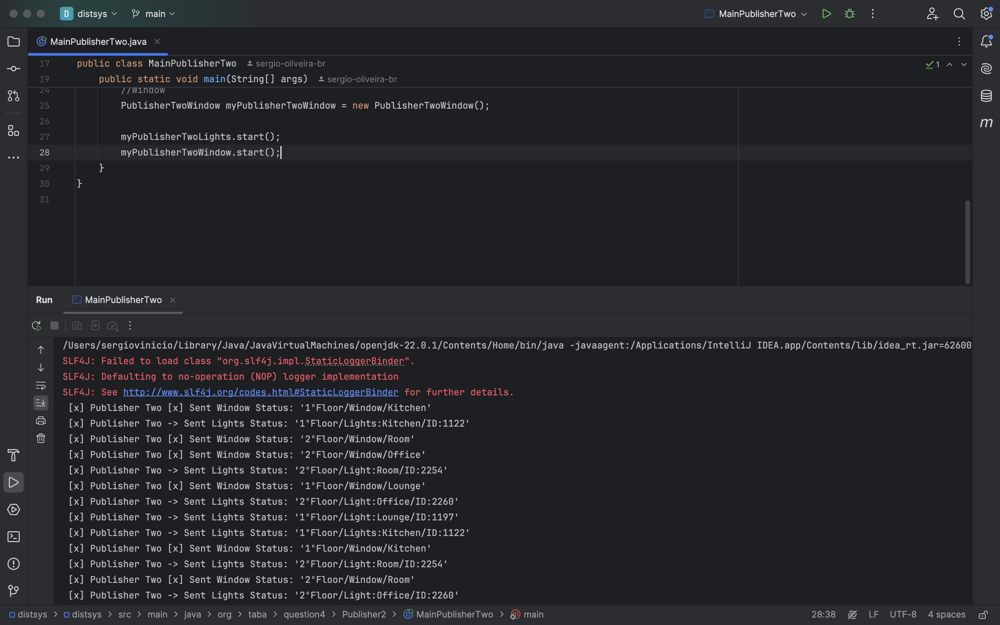 D distsys main MainPublisherTwo
MainPublisherTwo.java
17 public class MainPublisherTwo sergio-oliveira-br 1
19 public static void main(String[] args) sergio-oliveira-br
24 //Window
25 PublisherTwoWindow myPublisherTwoWindow = new PublisherTwoWindow();
26
27 myPublisherTwoLights.start();
28 myPublisherTwoWindow.start();
29 }
30 }
31
Run MainPublisherTwo
/Users/sergiovinicio/Library/Java/JavaVirtualMachines/openjdk-22.0.1/Contents/Home/bin/java -javaagent:/Applications/IntelliJ IDEA.app/Contents/lib/idea_rt.jar=62600
SLF4J: Failed to load class "org.slf4j.impl.StaticLoggerBinder".
SLF4J: Defaulting to no-operation (NOP) logger implementation
SLF4J: See http://www.slf4j.org/codes.html#StaticLoggerBinder for further details.
[x] Publisher Two [x] Sent Window Status: '1°Floor/Window/Kitchen'
[x] Publisher Two -> Sent Lights Status: '1°Floor/Lights:Kitchen/ID:1122'
[x] Publisher Two [x] Sent Window Status: '2°Floor/Window/Room'
[x] Publisher Two [x] Sent Window Status: '2°Floor/Window/Office'
[x] Publisher Two -> Sent Lights Status: '2°Floor/Light:Room/ID:2254'
[x] Publisher Two [x] Sent Window Status: '1°Floor/Window/Lounge'
[x] Publisher Two -> Sent Lights Status: '2°Floor/Light:Office/ID:2260'
[x] Publisher Two -> Sent Lights Status: '1°Floor/Light:Lounge/ID:1197'
[x] Publisher Two -> Sent Lights Status: '1°Floor/Lights:Kitchen/ID:1122'
[x] Publisher Two [x] Sent Window Status: '1°Floor/Window/Kitchen'
[x] Publisher Two -> Sent Lights Status: '2°Floor/Light:Room/ID:2254'
[x] Publisher Two [x] Sent Window Status: '2°Floor/Window/Room'
[x] Publisher Two -> Sent Lights Status: '2°Floor/Light:Office/ID:2260'
distsys > distsys > src > main > java > org > taba > question4 > Publisher2 > MainPublisherTwo > main 28:38 LF UTF-8 4 spaces